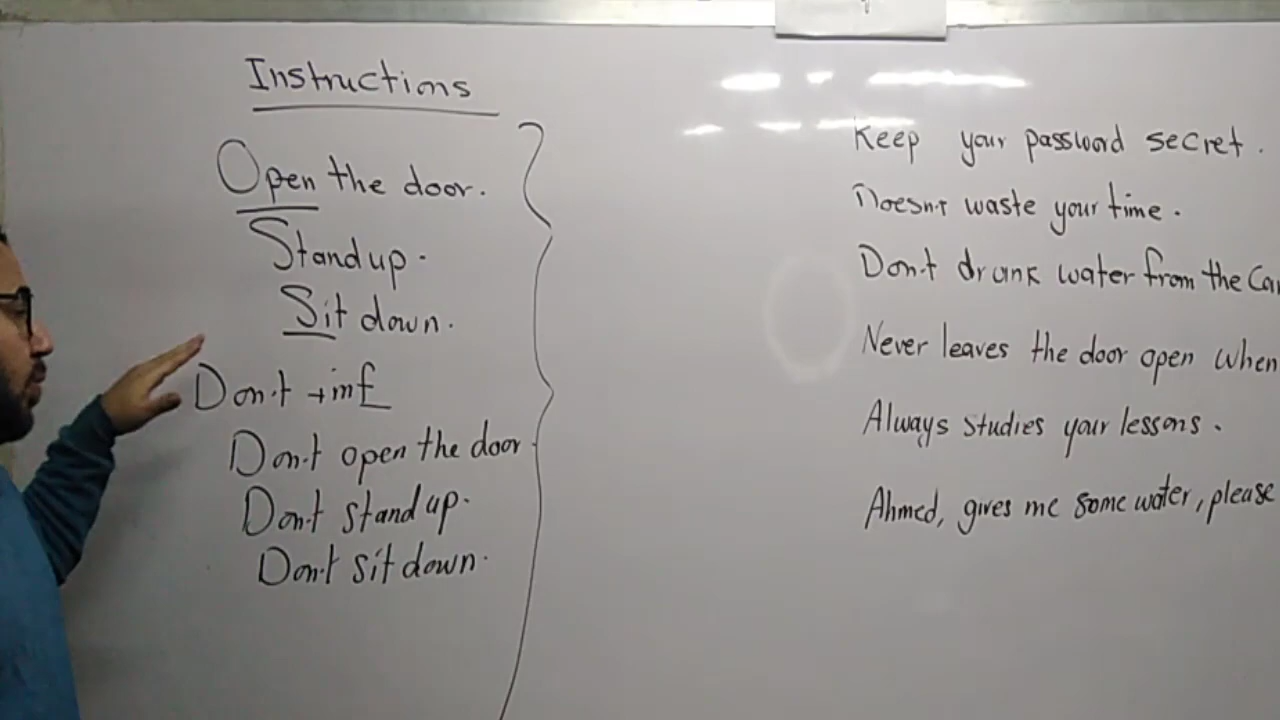 Instructions
Open the door.
Stand up.
Sit down.
Don't + inf
Don't open the door.
Don't stand up.
Don't sit down.
Keep your password secret.
Doesn't waste your time.
Don't drunk water from the
Never leaves the door open when
Always studies your lessons.
Ahmed, gives me some water, please